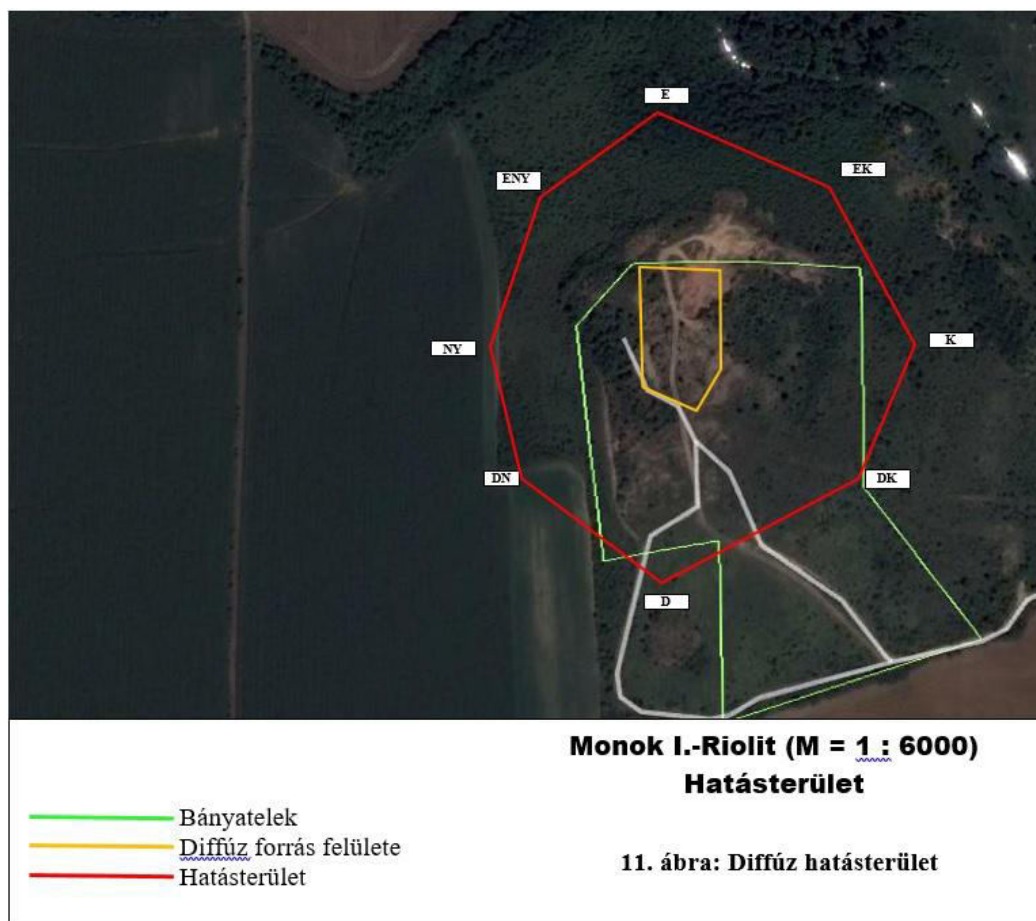 E
EK
ENY
K
NY
DN
DK
D
Monok I.-Riolit (M = 1 : 6000)
Hatásterület
Bányatelek
Diffúz forrás felülete
Hatásterület
11. ábra: Diffúz hatásterület